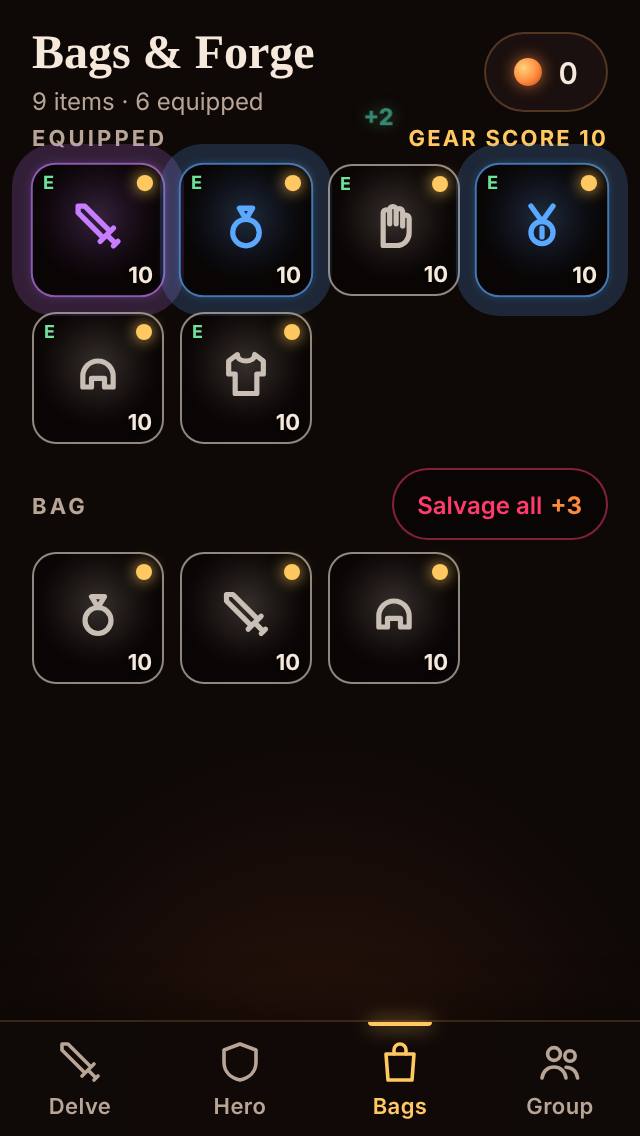 Bags & Forge
0
9 items · 6 equipped
+2
EQUIPPED
GEAR SCORE 10
E
10
E
10
E
10
E
10
E
10
E
10
BAG
Salvage all +3
10
10
10
Delve
Hero
Bags
Group